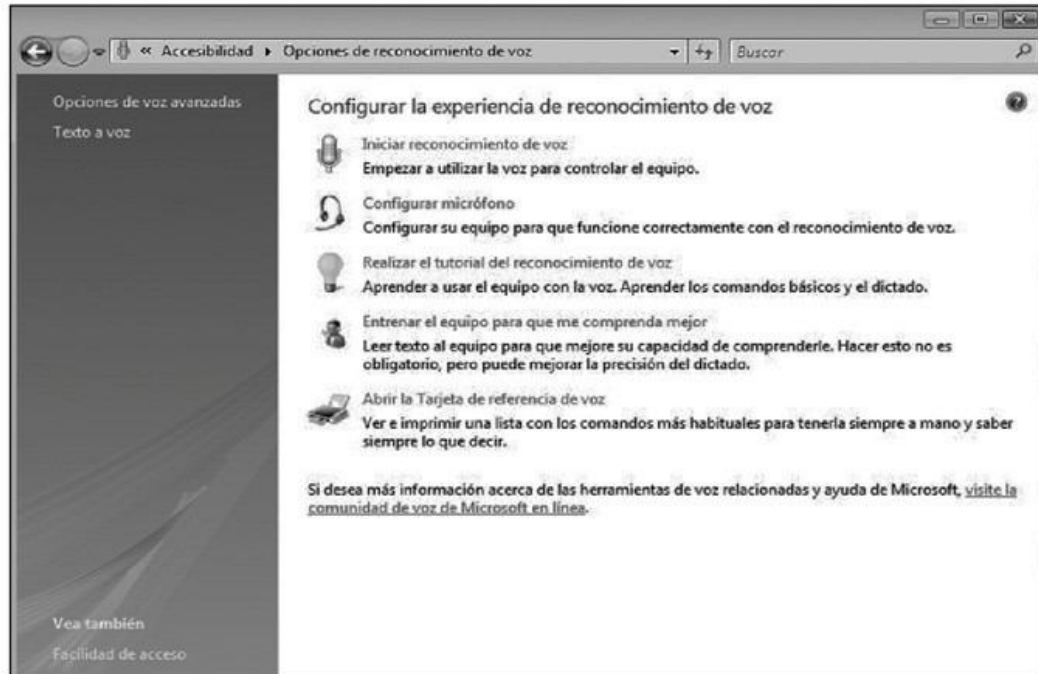 « Accesibilidad ▸ Opciones de reconocimiento de voz
Buscar
Opciones de voz avanzadas
Texto a voz
Configurar la experiencia de reconocimiento de voz
Iniciar reconocimiento de voz
Empezar a utilizar la voz para controlar el equipo.
Configurar micrófono
Configurar su equipo para que funcione correctamente con el reconocimiento de voz.
Realizar el tutorial del reconocimiento de voz
Aprender a usar el equipo con la voz. Aprender los comandos básicos y el dictado.
Entrenar el equipo para que me comprenda mejor
Leer texto al equipo para que mejore su capacidad de comprenderle. Hacer esto no es
obligatorio, pero puede mejorar la precisión del dictado.
Abrir la Tarjeta de referencia de voz
Ver e imprimir una lista con los comandos más habituales para tenerla siempre a mano y saber
siempre lo que decir.
Si desea más información acerca de las herramientas de voz relacionadas y ayuda de Microsoft, visite la
comunidad de voz de Microsoft en línea.
Vea también
Facilidad de acceso